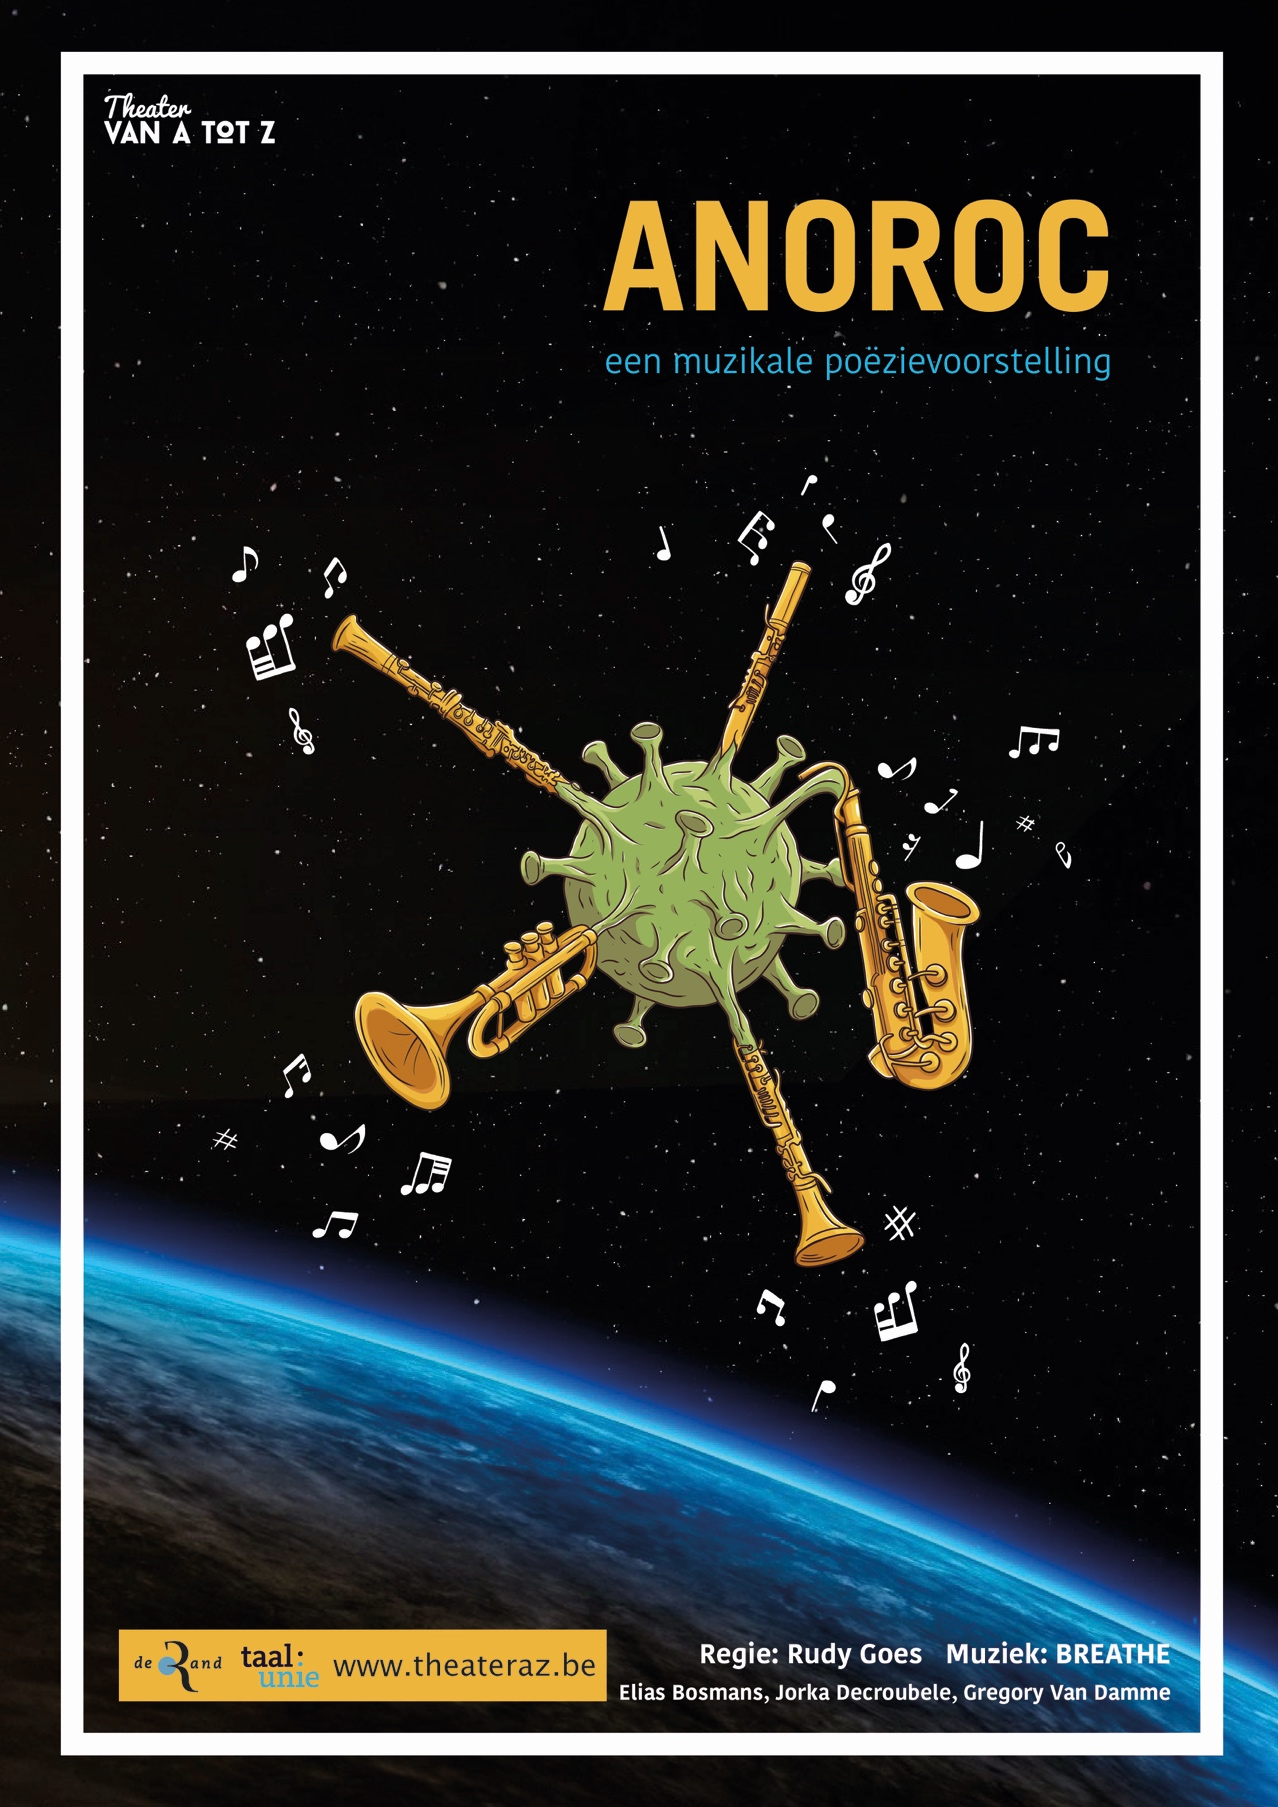 Theater
VAN A TOT Z
ANOROC
een muzikale poëzievoorstelling
de Rand taal: unie www.theateraz.be
Regie: Rudy Goes Muziek: BREATHE
Elias Bosmans, Jorka Decroubele, Gregory Van Damme